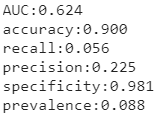 AUC:0.624
accuracy:0.900
recall:0.056
precision:0.225
specificity:0.981
prevalence:0.088